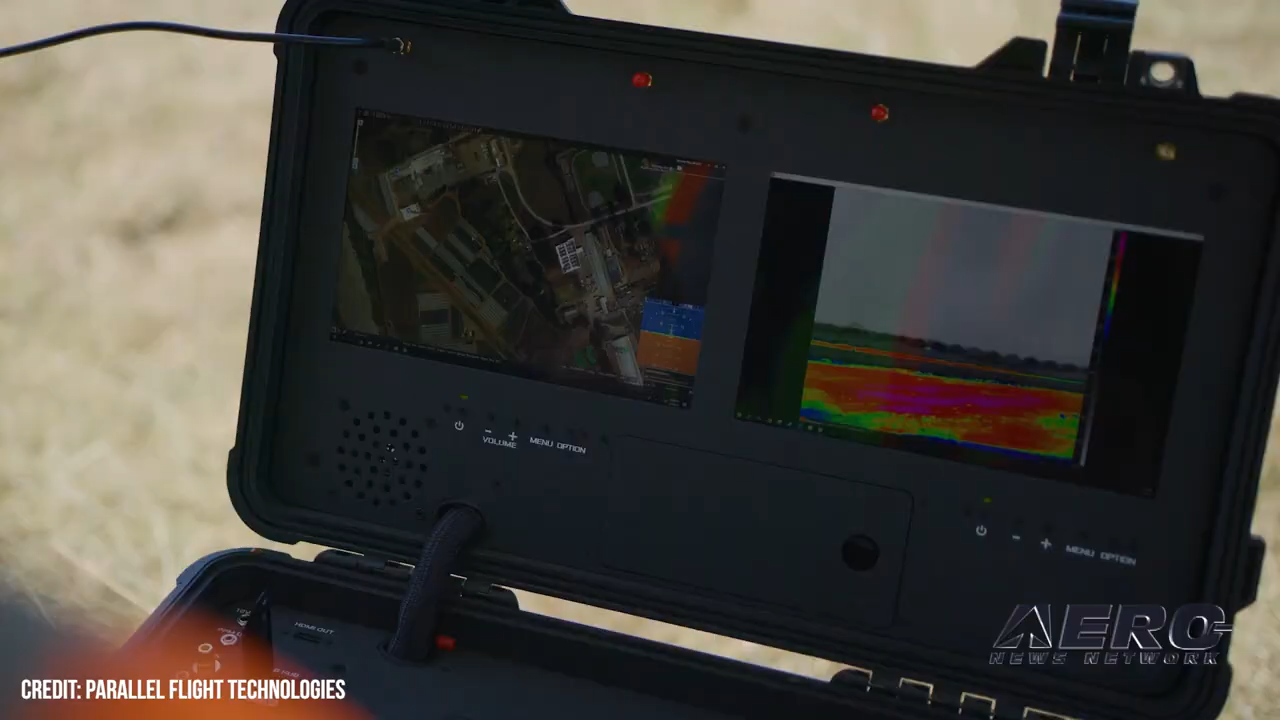 VOLUME
MENU OPTION
MENU OPTION
HDMI OUT
AERO
NEWS NETWORK
CREDIT: PARALLEL FLIGHT TECHNOLOGIES